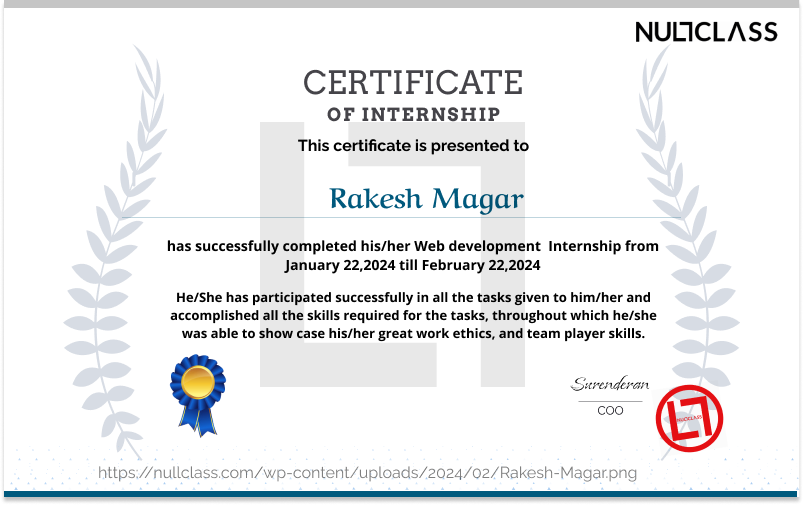 NULLCLASS
CERTIFICATE
OF INTERNSHIP
This certificate is presented to
Rakesh Magar
has successfully completed his/her Web development Internship from
January 22,2024 till February 22,2024
He/She has participated successfully in all the tasks given to him/her and
accomplished all the skills required for the tasks, throughout which he/she
was able to show case his/her great work ethics, and team player skills.
Surenderan
COO
NULLCLASS
https://nullclass.com/wp-content/uploads/2024/02/Rakesh-Magar.png